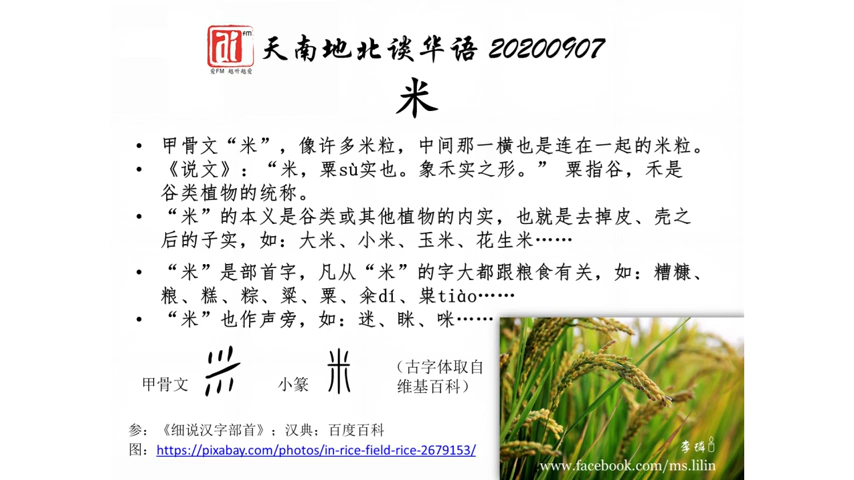 ai fm
爱FM 越听越爱
天南地北谈华语 20200907
米
• 甲骨文“米”，像许多米粒，中间那一横也是连在一起的米粒。
• 《说文》：“米，粟sù实也。象禾实之形。” 粟指谷，禾是
谷类植物的统称。
• “米”的本义是谷类或其他植物的内实，也就是去掉皮、壳之
后的子实，如：大米、小米、玉米、花生米……
• “米”是部首字，凡从“米”的字大都跟粮食有关，如：糟糠、
粮、糕、粽、粱、粟、籴dí、粜tiào……
• “米”也作声旁，如：迷、眯、咪……
甲骨文
小篆 米
（古字体取自
维基百科）
参：《细说汉字部首》；汉典；百度百科
图：https://pixabay.com/photos/in-rice-field-rice-2679153/
www.facebook.com/ms.lilin